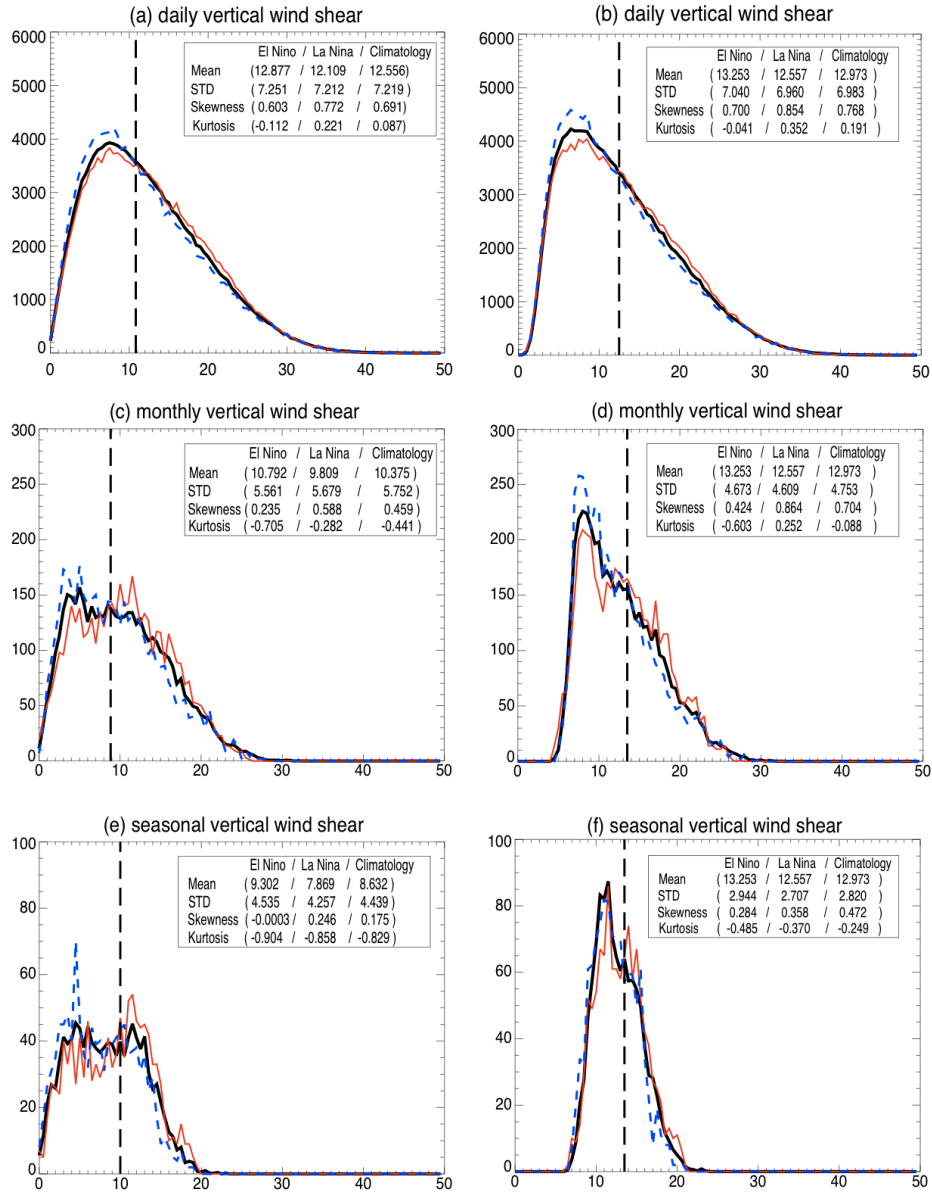 (a) daily vertical wind shear
6000
5000
4000
3000
2000
1000
0
0 10 20 30 40 50
El Nino / La Nina / Climatology
Mean (12.877 / 12.109 / 12.556)
STD (7.251 / 7.212 / 7.219)
Skewness ( 0.603 / 0.772 / 0.691)
Kurtosis (-0.112 / 0.221 / 0.087)
(b) daily vertical wind shear
6000
5000
4000
3000
4000
1000
0
0 10 20 30 40 50
El Nino / La Nina / Climatology
Mean ( 13.253 / 12.557 / 12.973 )
STD ( 7.040 / 6.960 / 6.983 )
Skewness ( 0.700 / 0.854 / 0.768 )
Kurtosis ( -0.041 / 0.352 / 0.191 )
(c) monthly vertical wind shear
300
250
200
150
100
50
0
0 10 20 30 40 50
El Nino / La Nina / Climatology
Mean ( 10.792 / 9.809 / 10.375 )
STD ( 5.561 / 5.679 / 5.752 )
Skewness ( 0.235 / 0.588 / 0.459 )
Kurtosis ( -0.705 / -0.282 / -0.441 )
(d) monthly vertical wind shear
300
250
200
150
100
50
0
0 10 20 30 40 50
El Nino / La Nina / Climatology
Mean ( 13.253 / 12.557 / 12.973 )
STD ( 4.673 / 4.609 / 4.753 )
Skewness ( 0.424 / 0.864 / 0.704 )
Kurtosis ( -0.603 / 0.252 / -0.088 )
(e) seasonal vertical wind shear
100
80
60
40
20
0
0 10 20 30 40 50
El Nino / La Nina / Climatology
Mean ( 9.302 / 7.869 / 8.632 )
STD ( 4.535 / 4.257 / 4.439 )
Skewness ( -0.0003 / 0.246 / 0.175 )
Kurtosis ( -0.904 / -0.858 / -0.829 )
(f) seasonal vertical wind shear
100
80
60
40
20
0
0 10 20 30 40 50
El Nino / La Nina / Climatology
Mean ( 13.253 / 12.557 / 12.973 )
STD ( 2.944 / 2.707 / 2.820 )
Skewness ( 0.284 / 0.358 / 0.472 )
Kurtosis ( -0.485 / -0.370 / -0.249 )